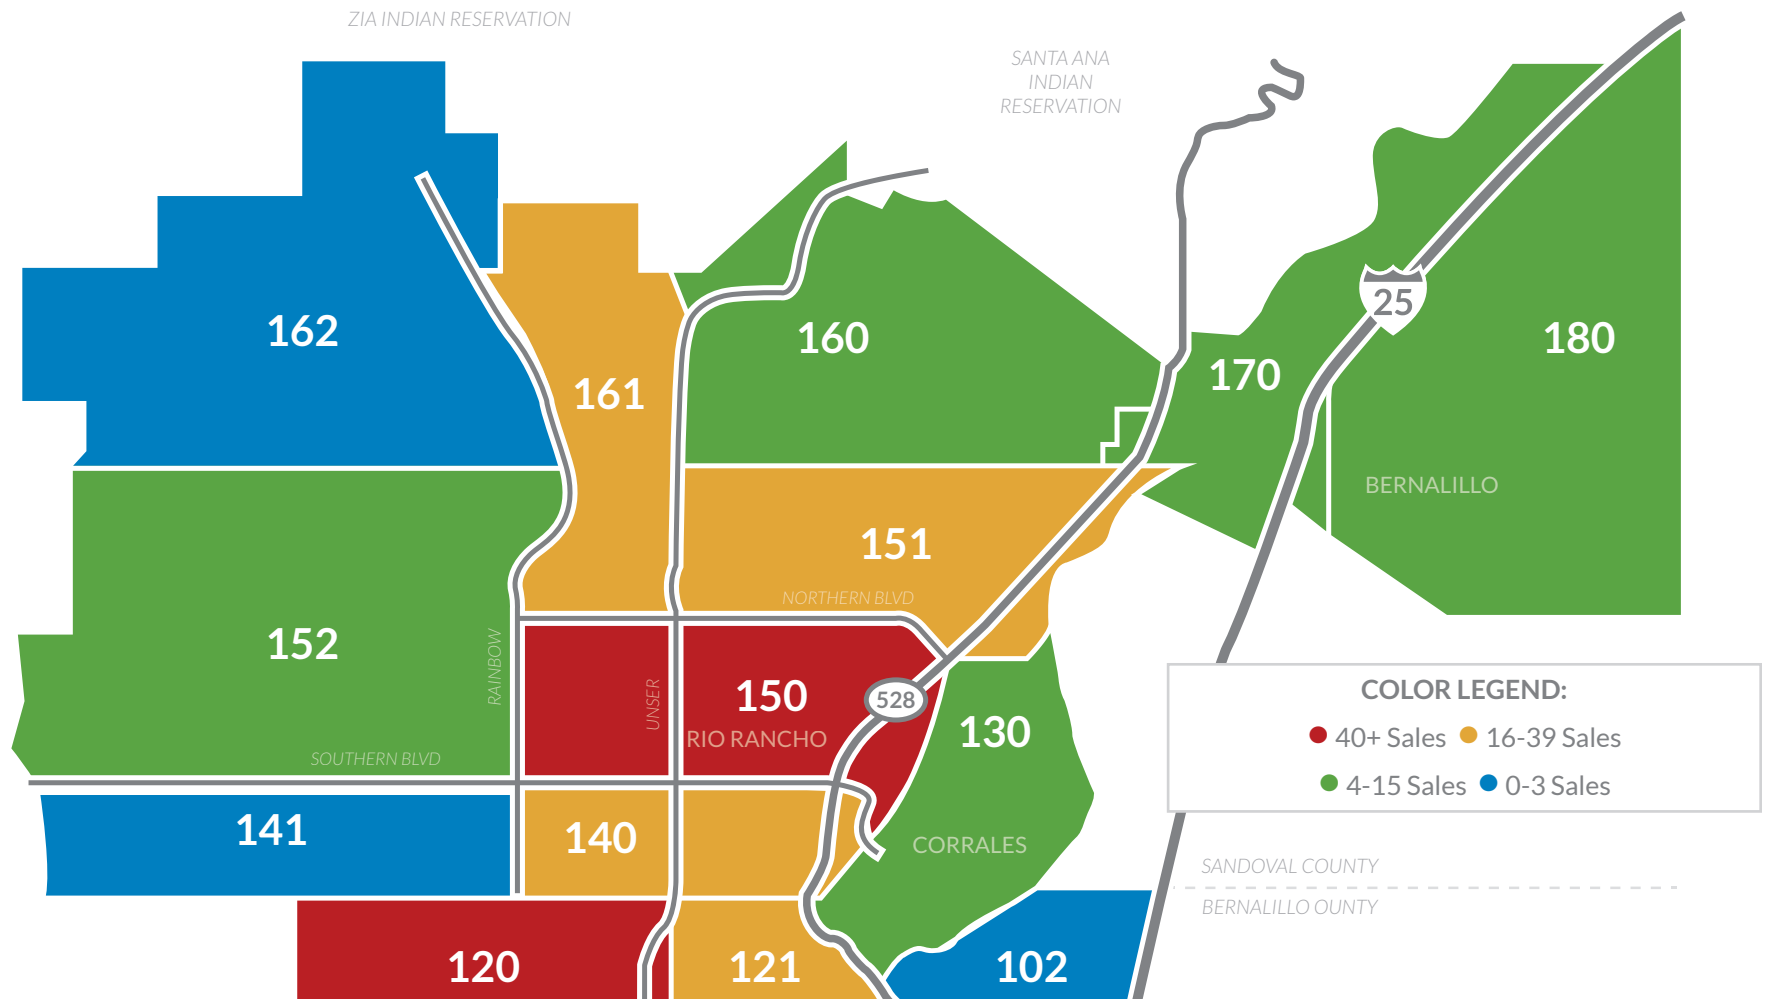 ZIA INDIAN RESERVATION
SANTA ANA
INDIAN
RESERVATION
162
161
160
170
25
180
BERNALILLO
151
NORTHERN BLVD
152
RAINBOW
UNSER
150
RIO RANCHO
528
130
SOUTHERN BLVD
COLOR LEGEND:
40+ Sales 16-39 Sales
4-15 Sales 0-3 Sales
141
140
CORRALES
SANDOVAL COUNTY
BERNALILLO OUNTY
120
121
102